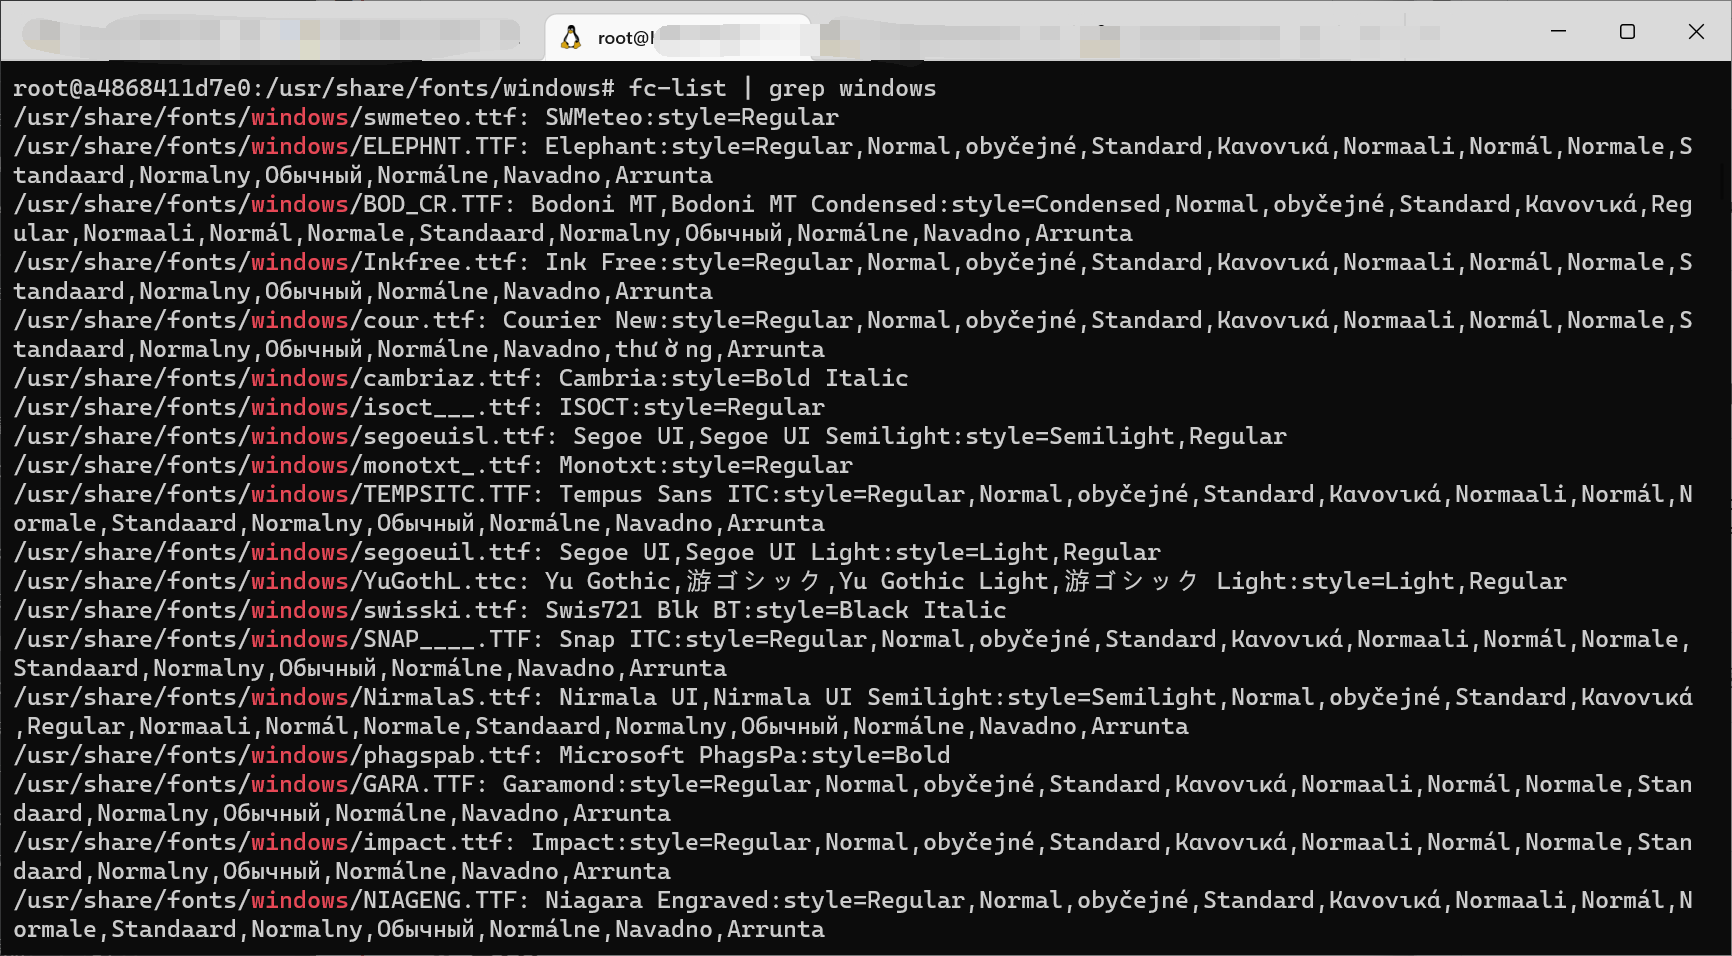 root@
root@a4868411d7e0:/usr/share/fonts/windows# fc-list | grep windows
/usr/share/fonts/windows/swmeteo.ttf: SWMeteo:style=Regular
/usr/share/fonts/windows/ELEPHNT.TTF: Elephant:style=Regular,Normal,obyčejné,Standard,Κανονικά,Normaali,Normál,Normale,S
tandaard,Normalny,Обычный,Normálne,Navadno,Arrunta
/usr/share/fonts/windows/BOD_CR.TTF: Bodoni MT,Bodoni MT Condensed:style=Condensed,Normal,obyčejné,Standard,Κανονικά,Reg
ular,Normaali,Normál,Normale,Standaard,Normalny,Обычный,Normálne,Navadno,Arrunta
/usr/share/fonts/windows/Inkfree.ttf: Ink Free:style=Regular,Normal,obyčejné,Standard,Κανονικά,Normaali,Normál,Normale,S
tandaard,Normalny,Обычный,Normálne,Navadno,Arrunta
/usr/share/fonts/windows/cour.ttf: Courier New:style=Regular,Normal,obyčejné,Standard,Κανονικά,Normaali,Normál,Normale,S
tandaard,Normalny,Обычный,Normálne,Navadno,thường,Arrunta
/usr/share/fonts/windows/cambriaz.ttf: Cambria:style=Bold Italic
/usr/share/fonts/windows/isoct___.ttf: ISOCT:style=Regular
/usr/share/fonts/windows/segoeuisl.ttf: Segoe UI,Segoe UI Semilight:style=Semilight,Regular
/usr/share/fonts/windows/monotxt_.ttf: Monotxt:style=Regular
/usr/share/fonts/windows/TEMPSITC.TTF: Tempus Sans ITC:style=Regular,Normal,obyčejné,Standard,Κανονικά,Normaali,Normál,N
ormale,Standaard,Normalny,Обычный,Normálne,Navadno,Arrunta
/usr/share/fonts/windows/segoeuil.ttf: Segoe UI,Segoe UI Light:style=Light,Regular
/usr/share/fonts/windows/YuGothL.ttc: Yu Gothic,游ゴシック,Yu Gothic Light,游ゴシック Light:style=Light,Regular
/usr/share/fonts/windows/swisski.ttf: Swis721 Blk BT:style=Black Italic
/usr/share/fonts/windows/SNAP____.TTF: Snap ITC:style=Regular,Normal,obyčejné,Standard,Κανονικά,Normaali,Normál,Normale,
Standaard,Normalny,Обычный,Normálne,Navadno,Arrunta
/usr/share/fonts/windows/NirmalaS.ttf: Nirmala UI,Nirmala UI Semilight:style=Semilight,Normal,obyčejné,Standard,Κανονικά
,Regular,Normaali,Normál,Normale,Standaard,Normalny,Обычный,Normálne,Navadno,Arrunta
/usr/share/fonts/windows/phagspab.ttf: Microsoft PhagsPa:style=Bold
/usr/share/fonts/windows/GARA.TTF: Garamond:style=Regular,Normal,obyčejné,Standard,Κανονικά,Normaali,Normál,Normale,Stan
daard,Normalny,Обычный,Normálne,Navadno,Arrunta
/usr/share/fonts/windows/impact.ttf: Impact:style=Regular,Normal,obyčejné,Standard,Κανονικά,Normaali,Normál,Normale,Stan
daard,Normalny,Обычный,Normálne,Navadno,Arrunta
/usr/share/fonts/windows/NIAGENG.TTF: Niagara Engraved:style=Regular,Normal,obyčejné,Standard,Κανονικά,Normaali,Normál,N
ormale,Standaard,Normalny,Обычный,Normálne,Navadno,Arrunta